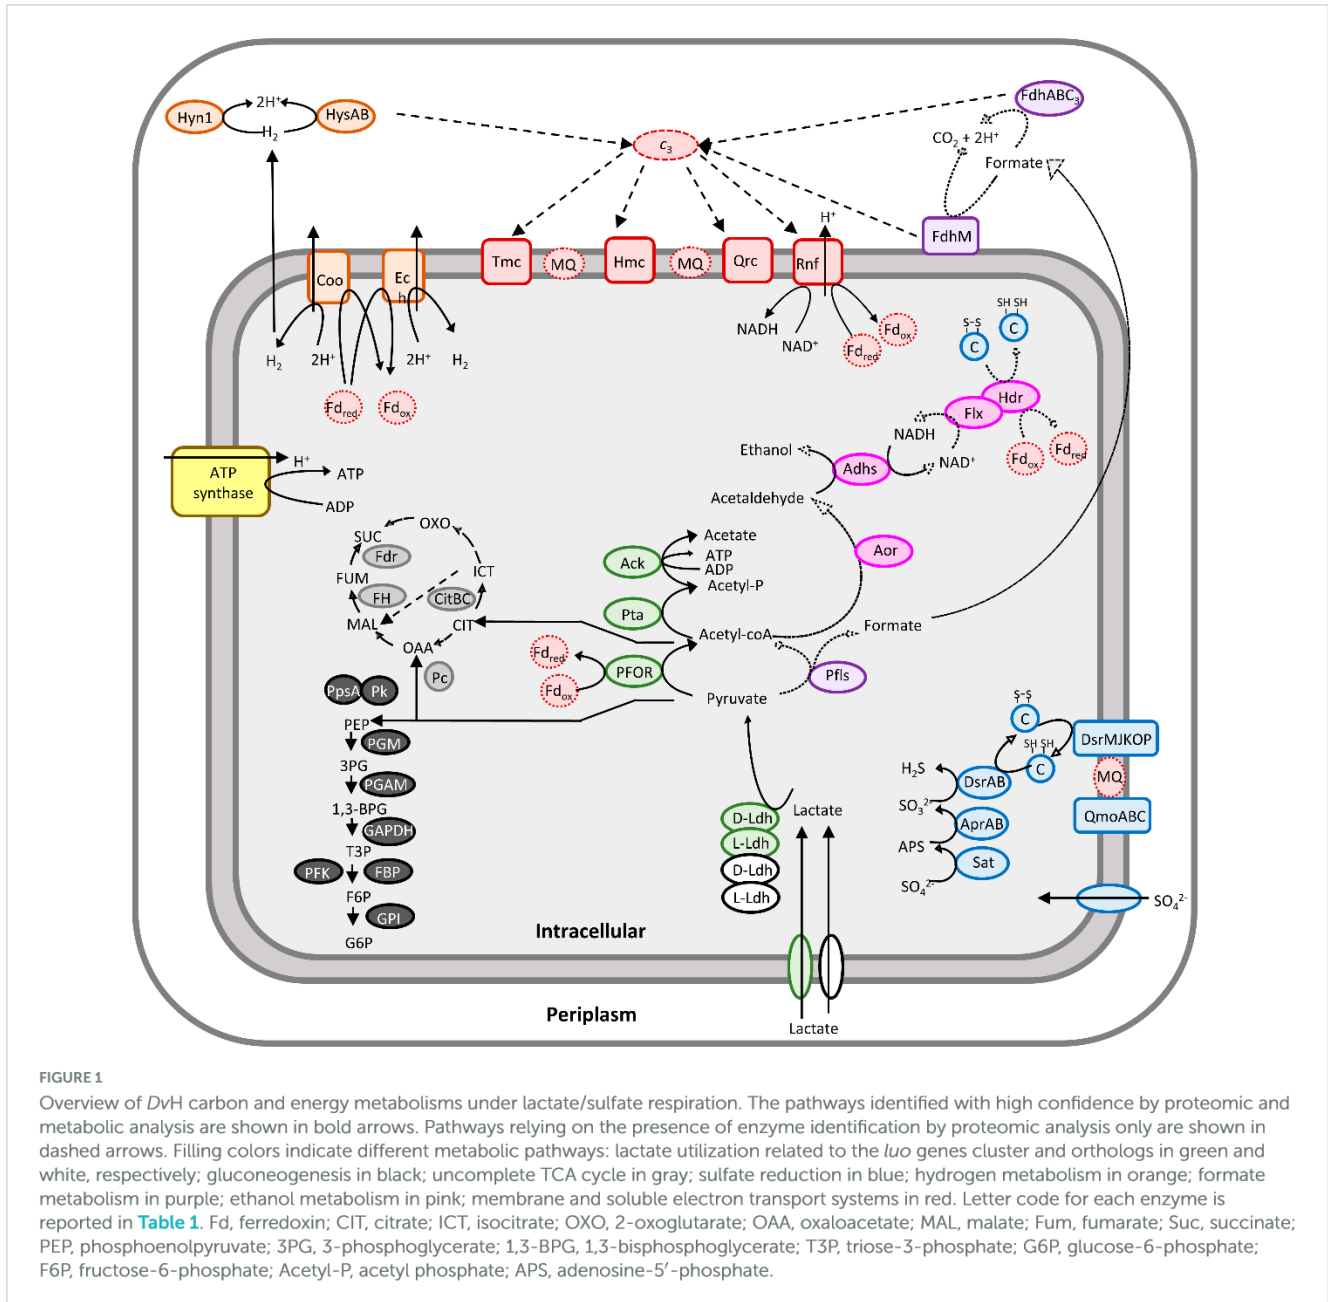 Hyn1
2H⁺
HysAB
H₂
c₃
FdhABC₃
CO₂ + 2H⁺
Formate
FdhM
H⁺
Coo
Ec
h
Tmc
MQ
Hmc
MQ
Qrc
Rnf
H₂
2H⁺
2H⁺
H₂
Fd_red
Fd_ox
NADH
NAD⁺
Fd_ox
Fd_red
S-S
C
SH SH
C
Hdr
Flx
NADH
NAD⁺
Fd_ox
Fd_red
ATP
synthase
H⁺
ATP
ADP
Ethanol
Adhs
Acetaldehyde
Aor
SUC
OXO
Fdr
FUM
ICT
FH
CitBC
MAL
CIT
OAA
Pc
Acetate
Ack
ATP
ADP
Acetyl-P
Pta
Acetyl-coA
Formate
Fd_red
PFOR
Fd_ox
Pfls
Pyruvate
PpsA
Pk
PEP
PGM
3PG
PGAM
1,3-BPG
GAPDH
T3P
PFK
FBP
F6P
GPI
G6P
S-S
C
SH SH
C
DsrMJKOP
MQ
QmoABC
H₂S
DsrAB
SO₃²⁻
AprAB
APS
Sat
SO₄²⁻
SO₄²⁻
Lactate
D-Ldh
L-Ldh
D-Ldh
L-Ldh
Intracellular
Periplasm
Lactate
FIGURE 1
Overview of DvH carbon and energy metabolisms under lactate/sulfate respiration. The pathways identified with high confidence by proteomic and
metabolic analysis are shown in bold arrows. Pathways relying on the presence of enzyme identification by proteomic analysis only are shown in
dashed arrows. Filling colors indicate different metabolic pathways: lactate utilization related to the luo genes cluster and orthologs in green and
white, respectively; gluconeogenesis in black; uncomplete TCA cycle in gray; sulfate reduction in blue; hydrogen metabolism in orange; formate
metabolism in purple; ethanol metabolism in pink; membrane and soluble electron transport systems in red. Letter code for each enzyme is
reported in Table 1. Fd, ferredoxin; CIT, citrate; ICT, isocitrate; OXO, 2-oxoglutarate; OAA, oxaloacetate; MAL, malate; Fum, fumarate; Suc, succinate;
PEP, phosphoenolpyruvate; 3PG, 3-phosphoglycerate; 1,3-BPG, 1,3-bisphosphoglycerate; T3P, triose-3-phosphate; G6P, glucose-6-phosphate;
F6P, fructose-6-phosphate; Acetyl-P, acetyl phosphate; APS, adenosine-5′-phosphate.